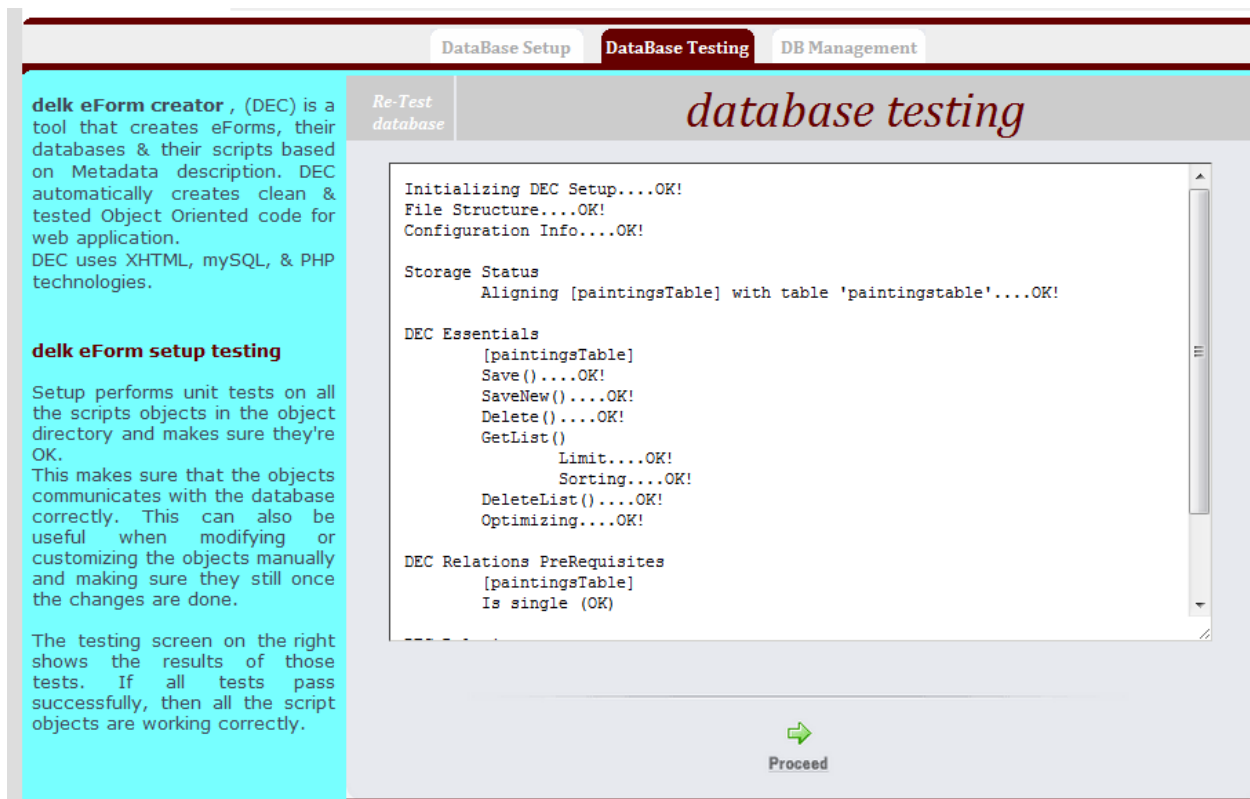 DataBase Setup
DataBase Testing
DB Management
delk eForm creator , (DEC) is a
tool that creates eForms, their
databases & their scripts based
on Metadata description. DEC
automatically creates clean &
tested Object Oriented code for
web application.
DEC uses XHTML, mySQL, & PHP
technologies.
delk eForm setup testing
Setup performs unit tests on all
the scripts objects in the object
directory and makes sure they're
OK.
This makes sure that the objects
communicates with the database
correctly. This can also be
useful when modifying or
customizing the objects manually
and making sure they still once
the changes are done.
The testing screen on the right
shows the results of those
tests. If all tests pass
successfully, then all the script
objects are working correctly.
Re-Test
database
database testing
Initializing DEC Setup....OK!
File Structure....OK!
Configuration Info....OK!
Storage Status
Aligning [paintingsTable] with table 'paintingstable'....OK!
DEC Essentials
[paintingsTable]
Save()....OK!
SaveNew()....OK!
Delete()....OK!
GetList()
Limit....OK!
Sorting....OK!
DeleteList()....OK!
Optimizing....OK!
DEC Relations PreRequisites
[paintingsTable]
Is single (OK)
Proceed